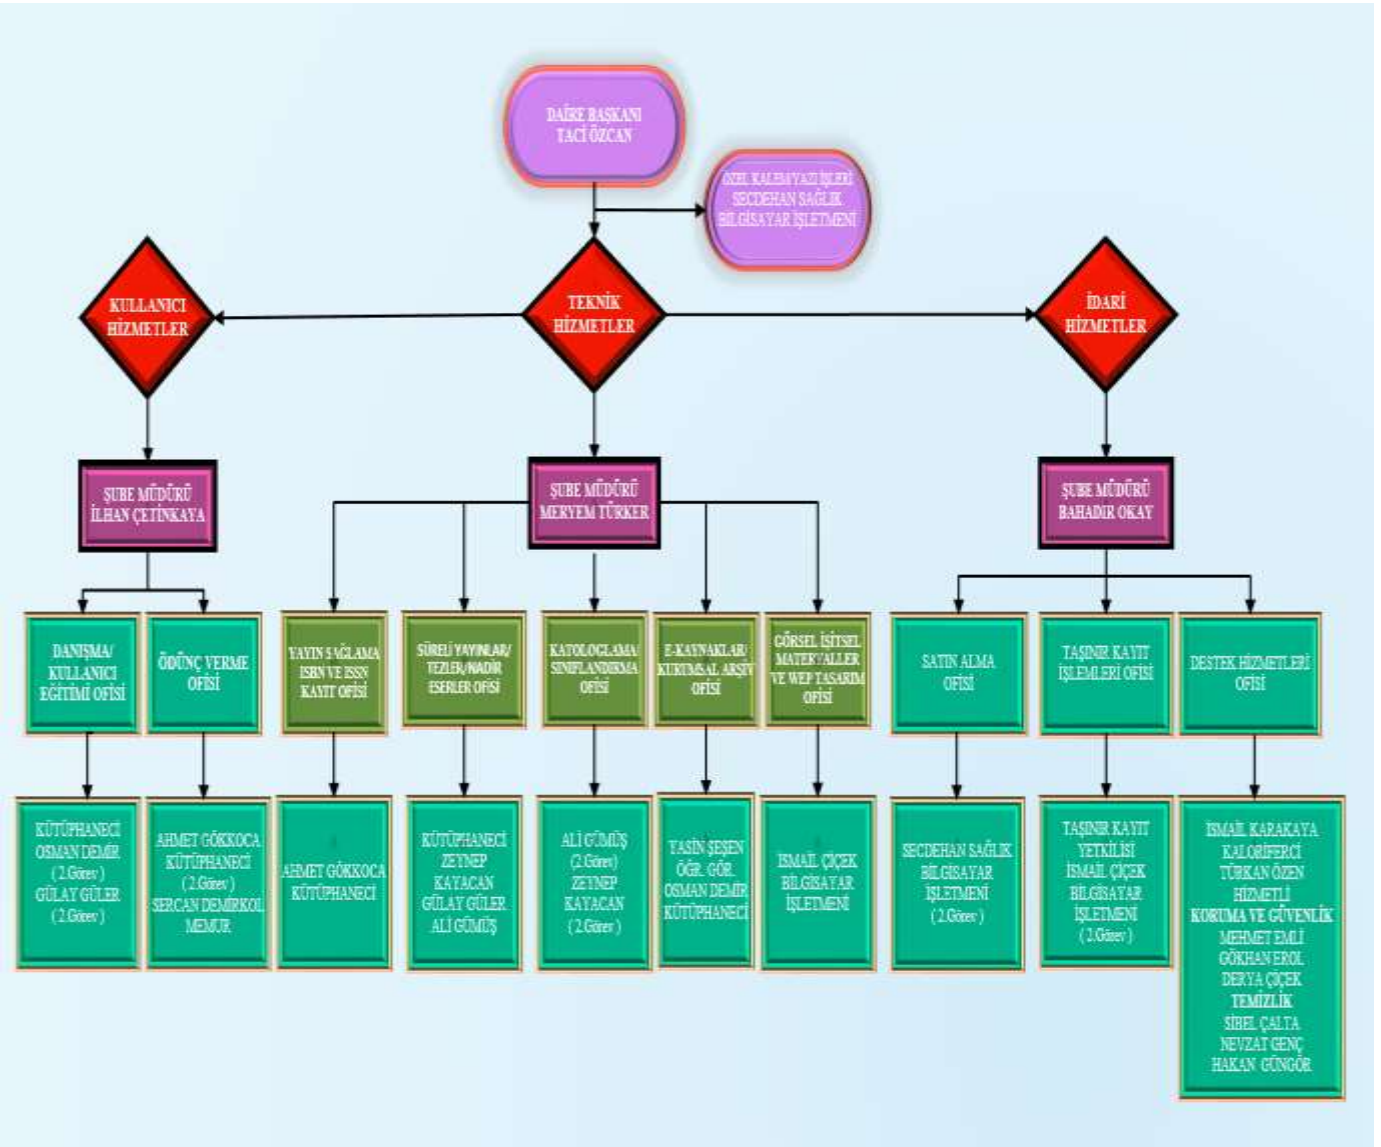 DAİRE BAŞKANI
TACİ ÖZCAN
ÖZEL KALEM/YAZI İŞLERİ
SECDEHAN SAĞLIK
BİLGİSAYAR İŞLETMENİ
KULLANICI
HİZMETLER
TEKNİK
HİZMETLER
İDARİ
HİZMETLER
ŞUBE MÜDÜRÜ
İLHAN ÇETİNKAYA
ŞUBE MÜDÜRÜ
MERYEM TÜRKER
ŞUBE MÜDÜRÜ
BAHADIR OKAY
DANIŞMA/
KULLANICI
EĞİTİMİ OFİSİ
ÖDÜNÇ VERME
OFİSİ
YAYIN SAĞLAMA
ISBN VE ISSN
KAYIT OFİSİ
SÜRELİ YAYINLAR/
TEZLER/NADİR
ESERLER OFİSİ
KATOLOGLAMA/
SINIFLANDIRMA
OFİSİ
E-KAYNAKLAR/
KURUMSAL ARŞİV
OFİSİ
GÖRSEL İŞİTSEL
MATERYALLER
VE WEP TASARIM
OFİSİ
SATIN ALMA
OFİSİ
TAŞINIR KAYIT
İŞLEMLERİ OFİSİ
DESTEK HİZMETLERİ
OFİSİ
KÜTÜPHANECİ
OSMAN DEMİR
( 2.Görev )
GÜLAY GÜLER
( 2.Görev )
AHMET GÖKKOCA
KÜTÜPHANECİ
( 2.Görev )
SERCAN DEMİRKOL
MEMUR
AHMET GÖKKOCA
KÜTÜPHANECİ
KÜTÜPHANECİ
ZEYNEP
KAYACAN
GÜLAY GÜLER
ALİ GÜMÜŞ
ALİ GÜMÜŞ
(2.Görev)
ZEYNEP
KAYACAN
( 2.Görev )
YASİN ŞEŞEN
ÖĞR. GÖR.
OSMAN DEMİR
KÜTÜPHANECİ
İSMAİL ÇİÇEK
BİLGİSAYAR
İŞLETMENİ
SECDEHAN SAĞLIK
BİLGİSAYAR
İŞLETMENİ
( 2.Görev )
TAŞINIR KAYIT
YETKİLİSİ
İSMAİL ÇİÇEK
BİLGİSAYAR
İŞLETMENİ
( 2.Görev )
İSMAİL KARAKAYA
KALORİFERCİ
TÜRKAN ÖZEN
HİZMETLİ
KORUMA VE GÜVENLİK
MEHMET EMLİ
GÖKHAN EROL
DERYA ÇİÇEK
TEMİZLİK
SİBEL ÇALTA
NEVZAT GENÇ
HAKAN GÜNGÖR